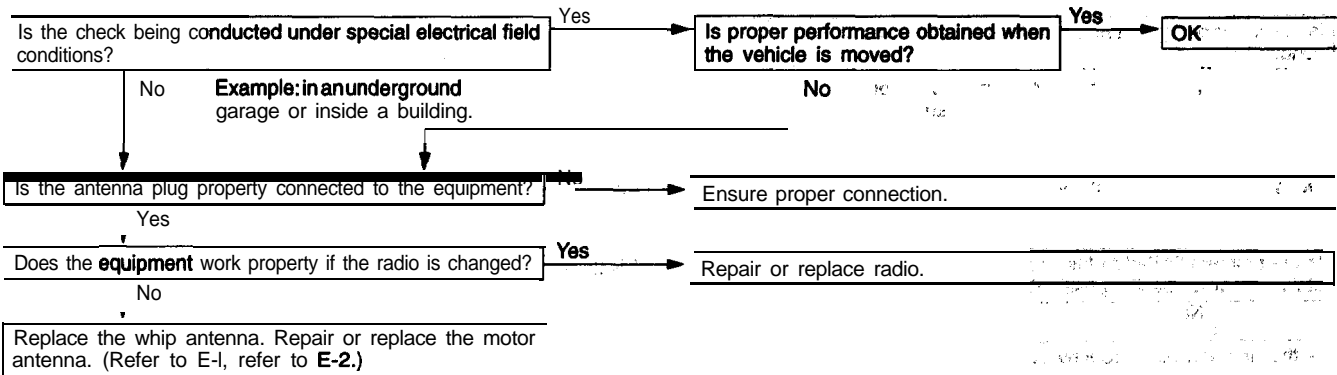 Is the check being conducted under special electrical field
conditions?
Yes
Is proper performance obtained when
the vehicle is moved?
Yes
OK
No
Example: in an underground
garage or inside a building.
No
Is the antenna plug property connected to the equipment?
No
Ensure proper connection.
Yes
Does the equipment work property if the radio is changed?
Yes
Repair or replace radio.
No
Replace the whip antenna. Repair or replace the motor
antenna. (Refer to E-l, refer to E-2.)